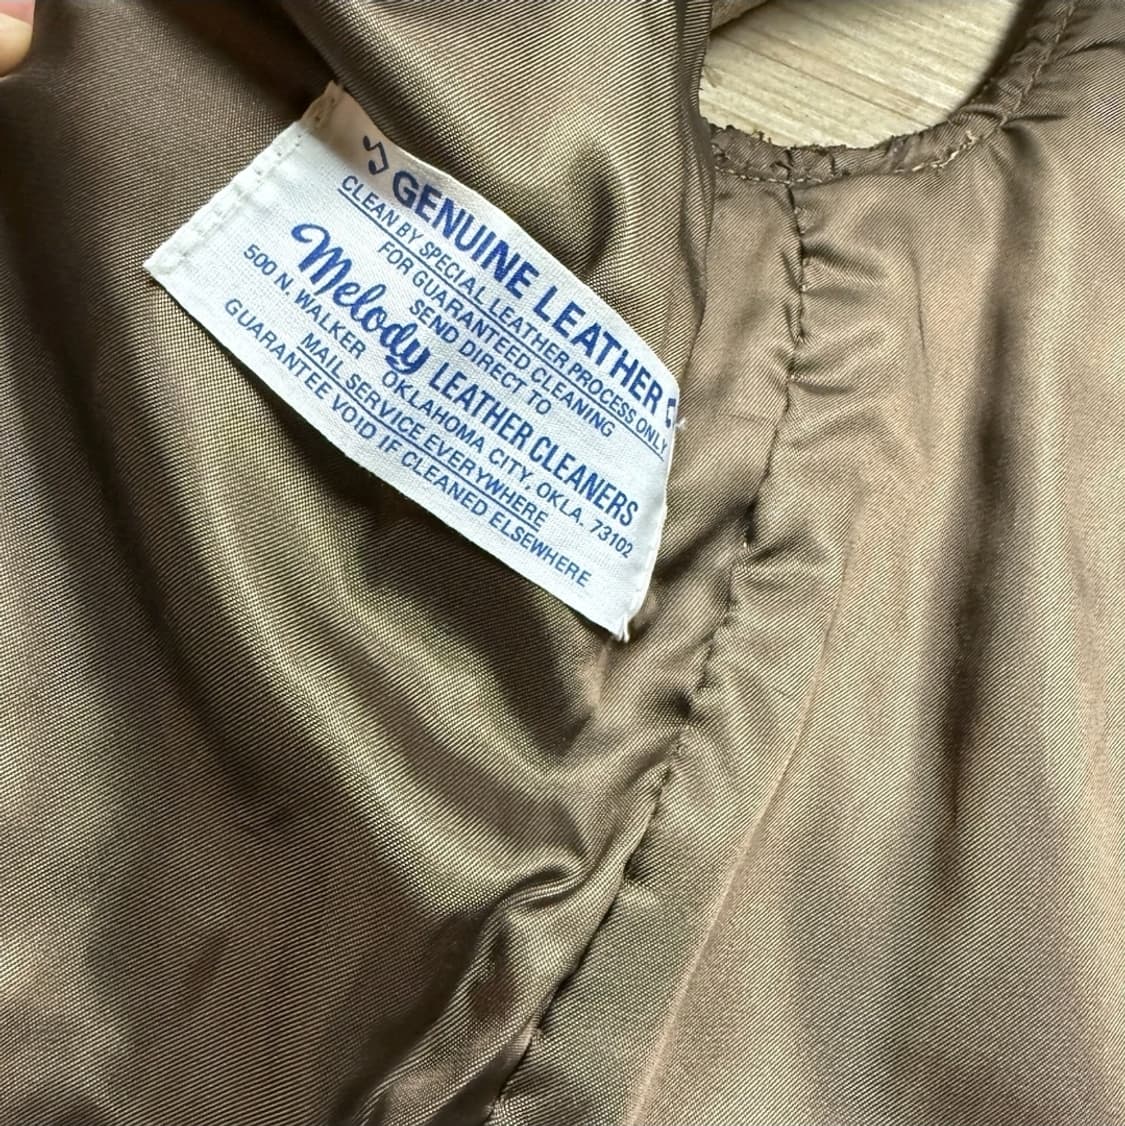 GENUINE LEATHER
CLEAN BY SPECIAL LEATHER PROCESS ONLY
FOR GUARANTEED CLEANING
SEND DIRECT TO
Melody LEATHER CLEANERS
500 N. WALKER OKLAHOMA CITY, OKLA. 73102
MAIL SERVICE EVERYWHERE
GUARANTEE VOID IF CLEANED ELSEWHERE